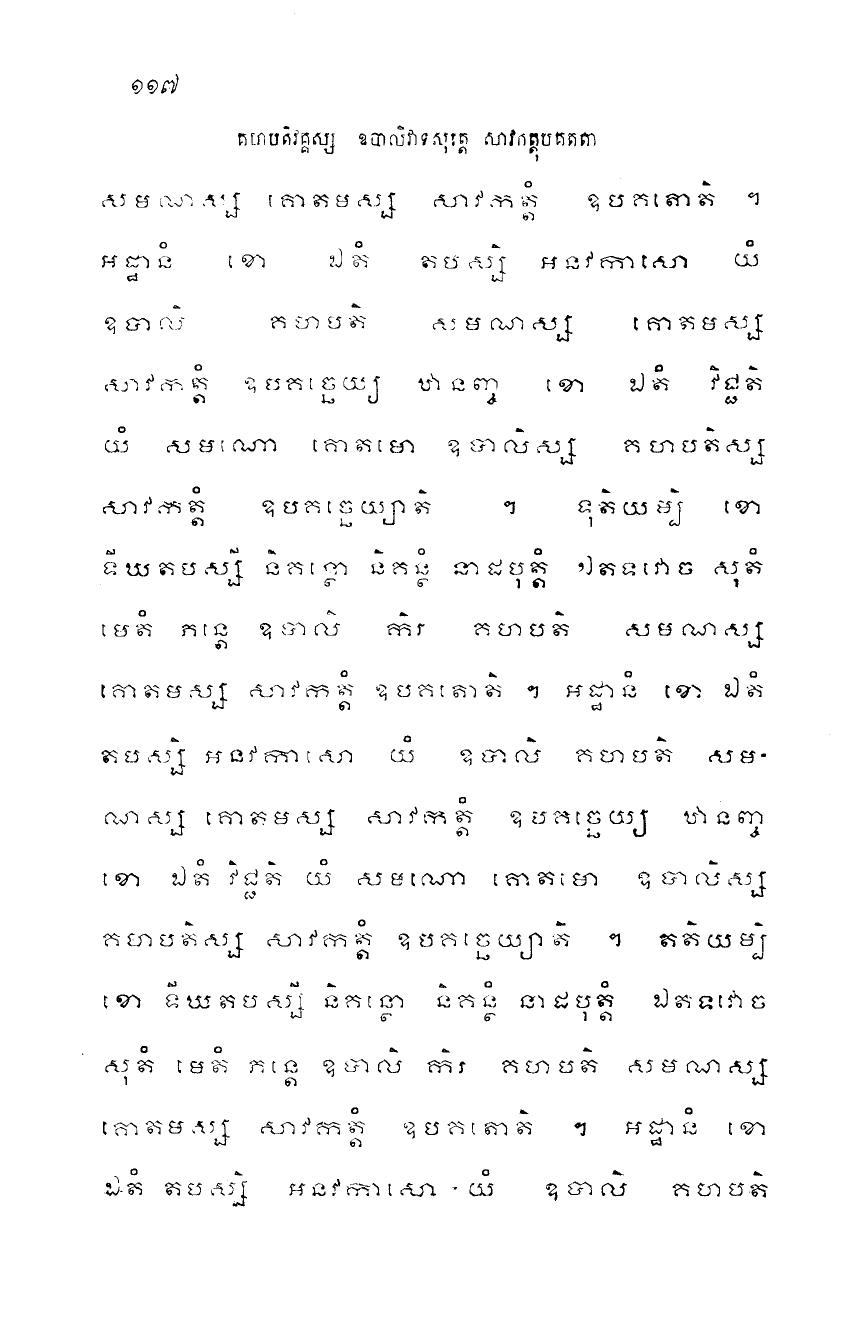 ១១៧
គហបតិវគ្គស្ស ឧបាលិវាទសុត្តេ សាវកត្តុបគតតា
សមណស្ស គោតមស្ស សាវកត្តំ ឧបគតោតិ ។
អដ្ឋានំ ខោ ឯតំ តបស្សិ អនវកាសោ យំ
ឧបាលិ គហបតិ សមណស្ស គោតមស្ស
សាវកត្តំ ឧបគច្ឆេយ្យ ឋានញ្ច ខោ ឯតំ វិជ្ជតិ
យំ សមណោ គោតមោ ឧបាលិស្ស គហបតិស្ស
សាវកត្តំ ឧបគច្ឆេយ្យាតិ ។ ទុតិយម្បិ ខោ
ទីឃតបស្សី និគន្ថោ និគន្ថំ នាដបុត្តំ ឯតទវោច សុតំ
មេតំ ភន្តេ ឧបាលិ កិរ គហបតិ សមណស្ស
គោតមស្ស សាវកត្តំ ឧបគតោតិ ។ អដ្ឋានំ ខោ ឯតំ
តបស្សិ អនវកាសោ យំ ឧបាលិ គហបតិ សម-
ណស្ស គោតមស្ស សាវកត្តំ ឧបគច្ឆេយ្យ ឋានញ្ច
ខោ ឯតំ វិជ្ជតិ យំ សមណោ គោតមោ ឧបាលិស្ស
គហបតិស្ស សាវកត្តំ ឧបគច្ឆេយ្យាតិ ។ តតិយម្បិ
ខោ ទីឃតបស្សី និគន្ថោ និគន្ថំ នាដបុត្តំ ឯតទវោច
សុតំ មេតំ ភន្តេ ឧបាលិ កិរ គហបតិ សមណស្ស
គោតមស្ស សាវកត្តំ ឧបគតោតិ ។ អដ្ឋានំ ខោ
ឯតំ តបស្សិ អនវកាសោ យំ ឧបាលិ គហបតិ